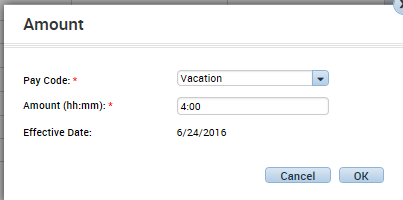 Amount
Pay Code: * Vacation
Amount (hh:mm): * 4:00
Effective Date: 6/24/2016
Cancel OK